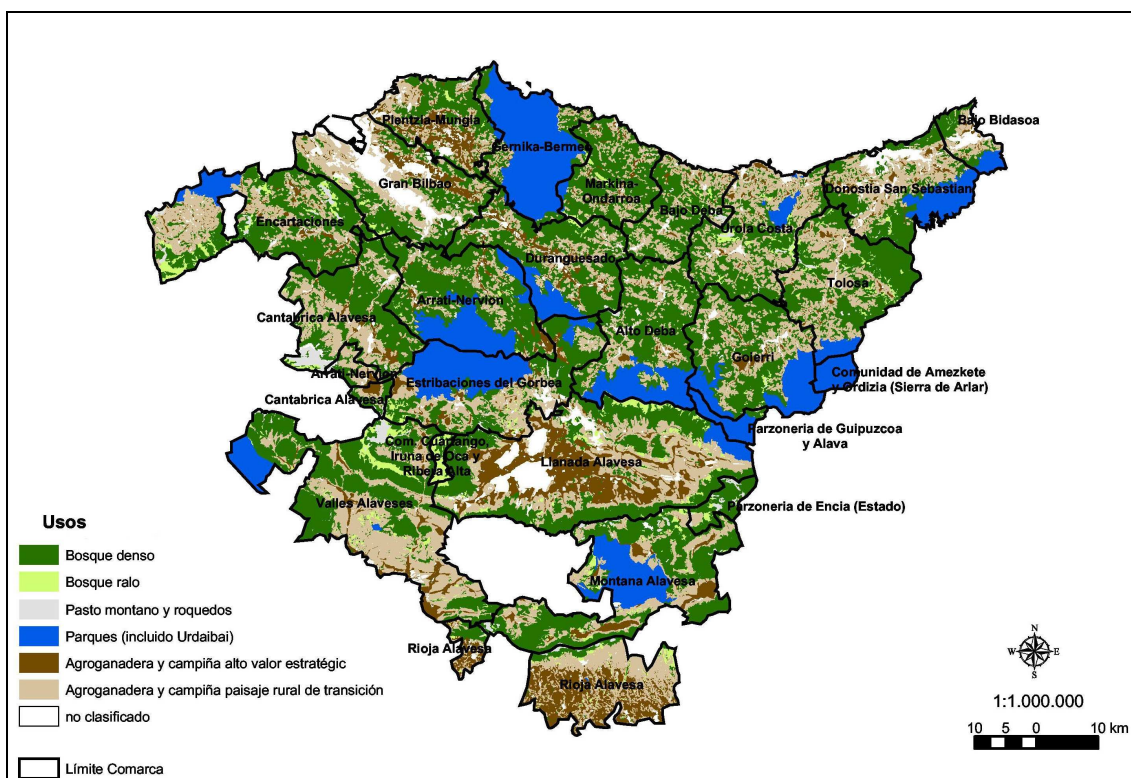 Plentzia-Mungia
Gernika-Bermeo
Bajo Bidasoa
Gran Bilbao
Markina-
Ondarroa
Donostia San Sebastian
Encartaciones
Bajo Deba
Urola Costa
Duranguesado
Tolosa
Arrati-Nervion
Cantabrica Alavesa
Alto Deba
Goierri
Arrati-Nervion
Estribaciones del Gorbea
Comunidad de Amezkete
y Ordizia (Sierra de Arlar)
Cantabrica Alavesa
Parzoneria de Guipuzcoa
y Alava
Com. Cuartango,
Iruna de Oca y
Ribera Alta
Llanada Alavesa
Valles Alaveses
Parzoneria de Encia (Estado)
Montana Alavesa
Rioja Alavesa
Rioja Alavesa
Usos
Bosque denso
Bosque ralo
Pasto montano y roquedos
Parques (incluido Urdaibai)
Agroganadera y campiña alto valor estratégic
Agroganadera y campiña paisaje rural de transición
no clasificado
Límite Comarca
N
W E
S
1:1.000.000
10 5 0 10 km